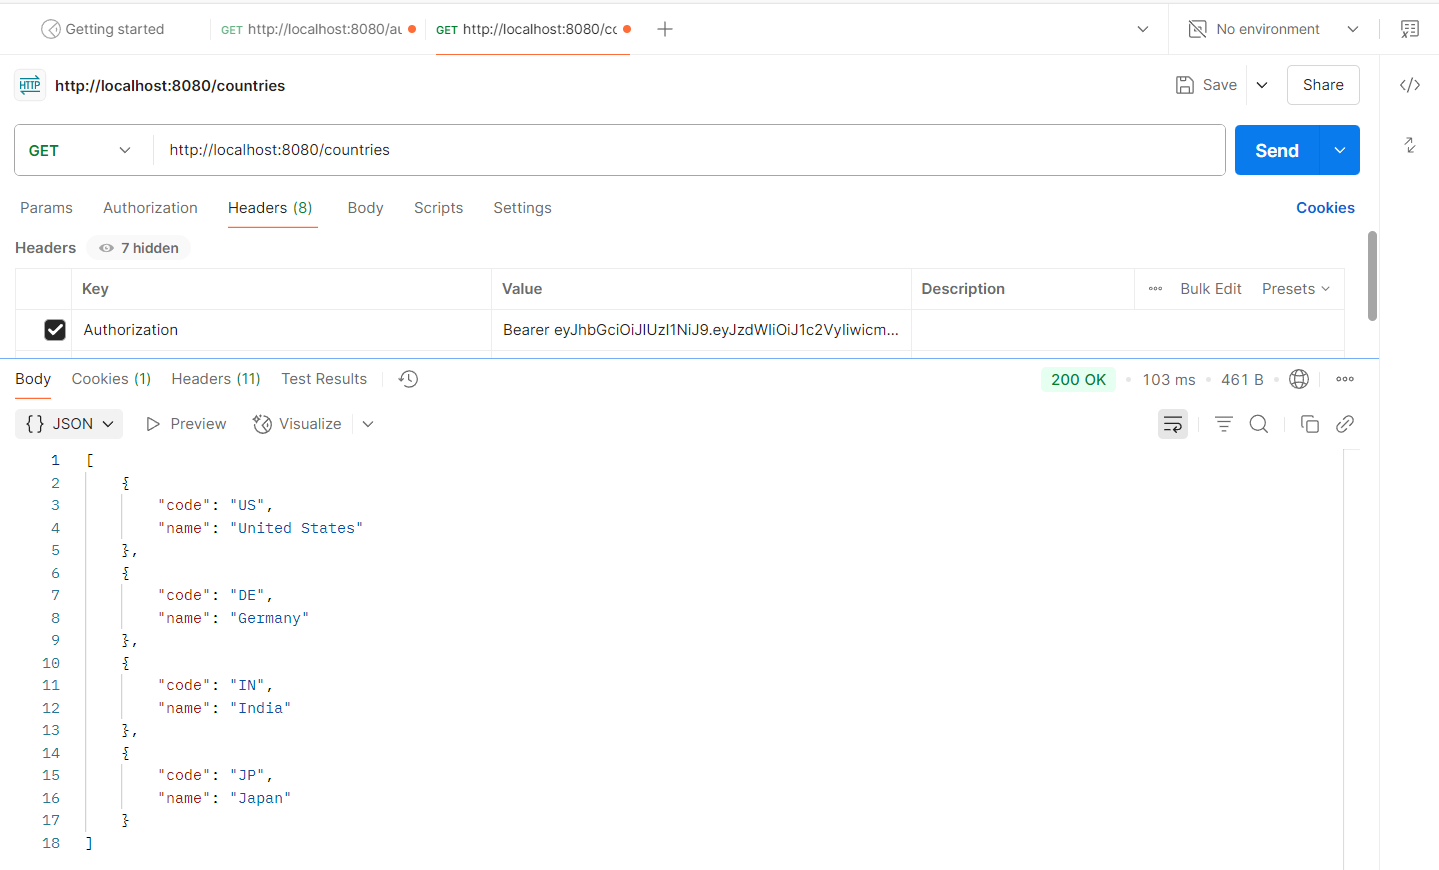 Getting started
GET http://localhost:8080/au
GET http://localhost:8080/co
No environment
HTTP http://localhost:8080/countries
Save
Share
GET http://localhost:8080/countries
Send
Params Authorization Headers (8) Body Scripts Settings Cookies
Headers 7 hidden
Key Value Description Bulk Edit Presets
Authorization Bearer eyJhbGciOiJIUzI1NiJ9.eyJzdWIiOiJ1c2VyIiwicm...
Body Cookies (1) Headers (11) Test Results 200 OK 103 ms 461 B
{} JSON Preview Visualize
1 [
2 {
3 "code": "US",
4 "name": "United States"
5 },
6 {
7 "code": "DE",
8 "name": "Germany"
9 },
10 {
11 "code": "IN",
12 "name": "India"
13 },
14 {
15 "code": "JP",
16 "name": "Japan"
17 }
18 ]